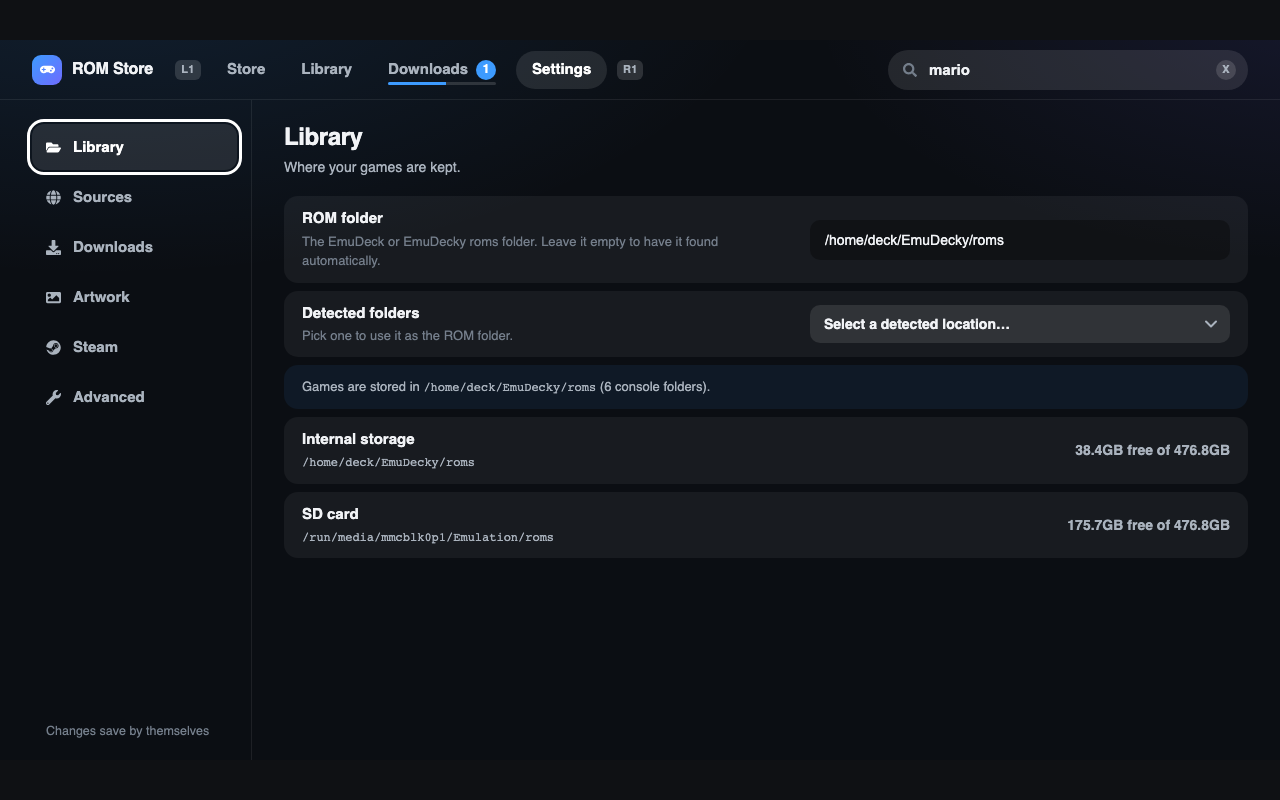 ROM Store L1 Store Library Downloads 1 Settings R1 mario X
Library
Sources
Downloads
Artwork
Steam
Advanced
Changes save by themselves
Library
Where your games are kept.
ROM folder
The EmuDeck or EmuDecky roms folder. Leave it empty to have it found
automatically.
/home/deck/EmuDecky/roms
Detected folders
Pick one to use it as the ROM folder.
Select a detected location...
Games are stored in /home/deck/EmuDecky/roms (6 console folders).
Internal storage
/home/deck/EmuDecky/roms
38.4GB free of 476.8GB
SD card
/run/media/mmcblk0p1/Emulation/roms
175.7GB free of 476.8GB